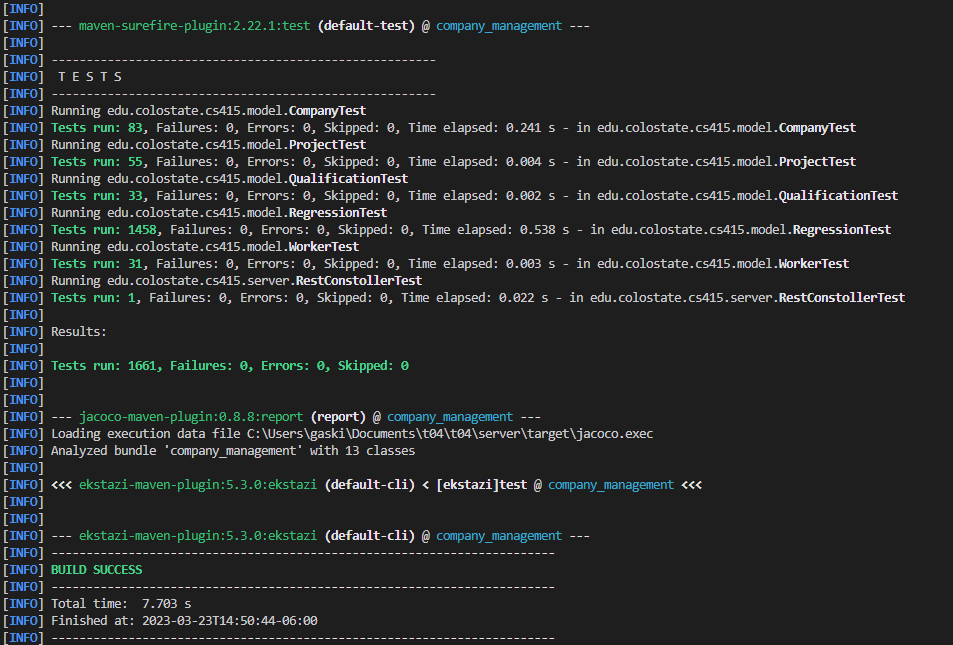 [INFO]
[INFO] --- maven-surefire-plugin:2.22.1:test (default-test) @ company_management ---
[INFO]
[INFO] -------------------------------------------------------
[INFO]  T E S T S
[INFO] -------------------------------------------------------
[INFO] Running edu.colostate.cs415.model.CompanyTest
[INFO] Tests run: 83, Failures: 0, Errors: 0, Skipped: 0, Time elapsed: 0.241 s - in edu.colostate.cs415.model.CompanyTest
[INFO] Running edu.colostate.cs415.model.ProjectTest
[INFO] Tests run: 55, Failures: 0, Errors: 0, Skipped: 0, Time elapsed: 0.004 s - in edu.colostate.cs415.model.ProjectTest
[INFO] Running edu.colostate.cs415.model.QualificationTest
[INFO] Tests run: 33, Failures: 0, Errors: 0, Skipped: 0, Time elapsed: 0.002 s - in edu.colostate.cs415.model.QualificationTest
[INFO] Running edu.colostate.cs415.model.RegressionTest
[INFO] Tests run: 1458, Failures: 0, Errors: 0, Skipped: 0, Time elapsed: 0.538 s - in edu.colostate.cs415.model.RegressionTest
[INFO] Running edu.colostate.cs415.model.WorkerTest
[INFO] Tests run: 31, Failures: 0, Errors: 0, Skipped: 0, Time elapsed: 0.003 s - in edu.colostate.cs415.model.WorkerTest
[INFO] Running edu.colostate.cs415.server.RestConstollerTest
[INFO] Tests run: 1, Failures: 0, Errors: 0, Skipped: 0, Time elapsed: 0.022 s - in edu.colostate.cs415.server.RestConstollerTest
[INFO]
[INFO] Results:
[INFO]
[INFO] Tests run: 1661, Failures: 0, Errors: 0, Skipped: 0
[INFO]
[INFO]
[INFO] --- jacoco-maven-plugin:0.8.8:report (report) @ company_management ---
[INFO] Loading execution data file C:\Users\gaski\Documents\t04\t04\server\target\jacoco.exec
[INFO] Analyzed bundle 'company_management' with 13 classes
[INFO]
[INFO] <<< ekstazi-maven-plugin:5.3.0:ekstazi (default-cli) < [ekstazi]test @ company_management <<<
[INFO]
[INFO]
[INFO] --- ekstazi-maven-plugin:5.3.0:ekstazi (default-cli) @ company_management ---
[INFO] ------------------------------------------------------------------------
[INFO] BUILD SUCCESS
[INFO] ------------------------------------------------------------------------
[INFO] Total time:  7.703 s
[INFO] Finished at: 2023-03-23T14:50:44-06:00
[INFO] ------------------------------------------------------------------------